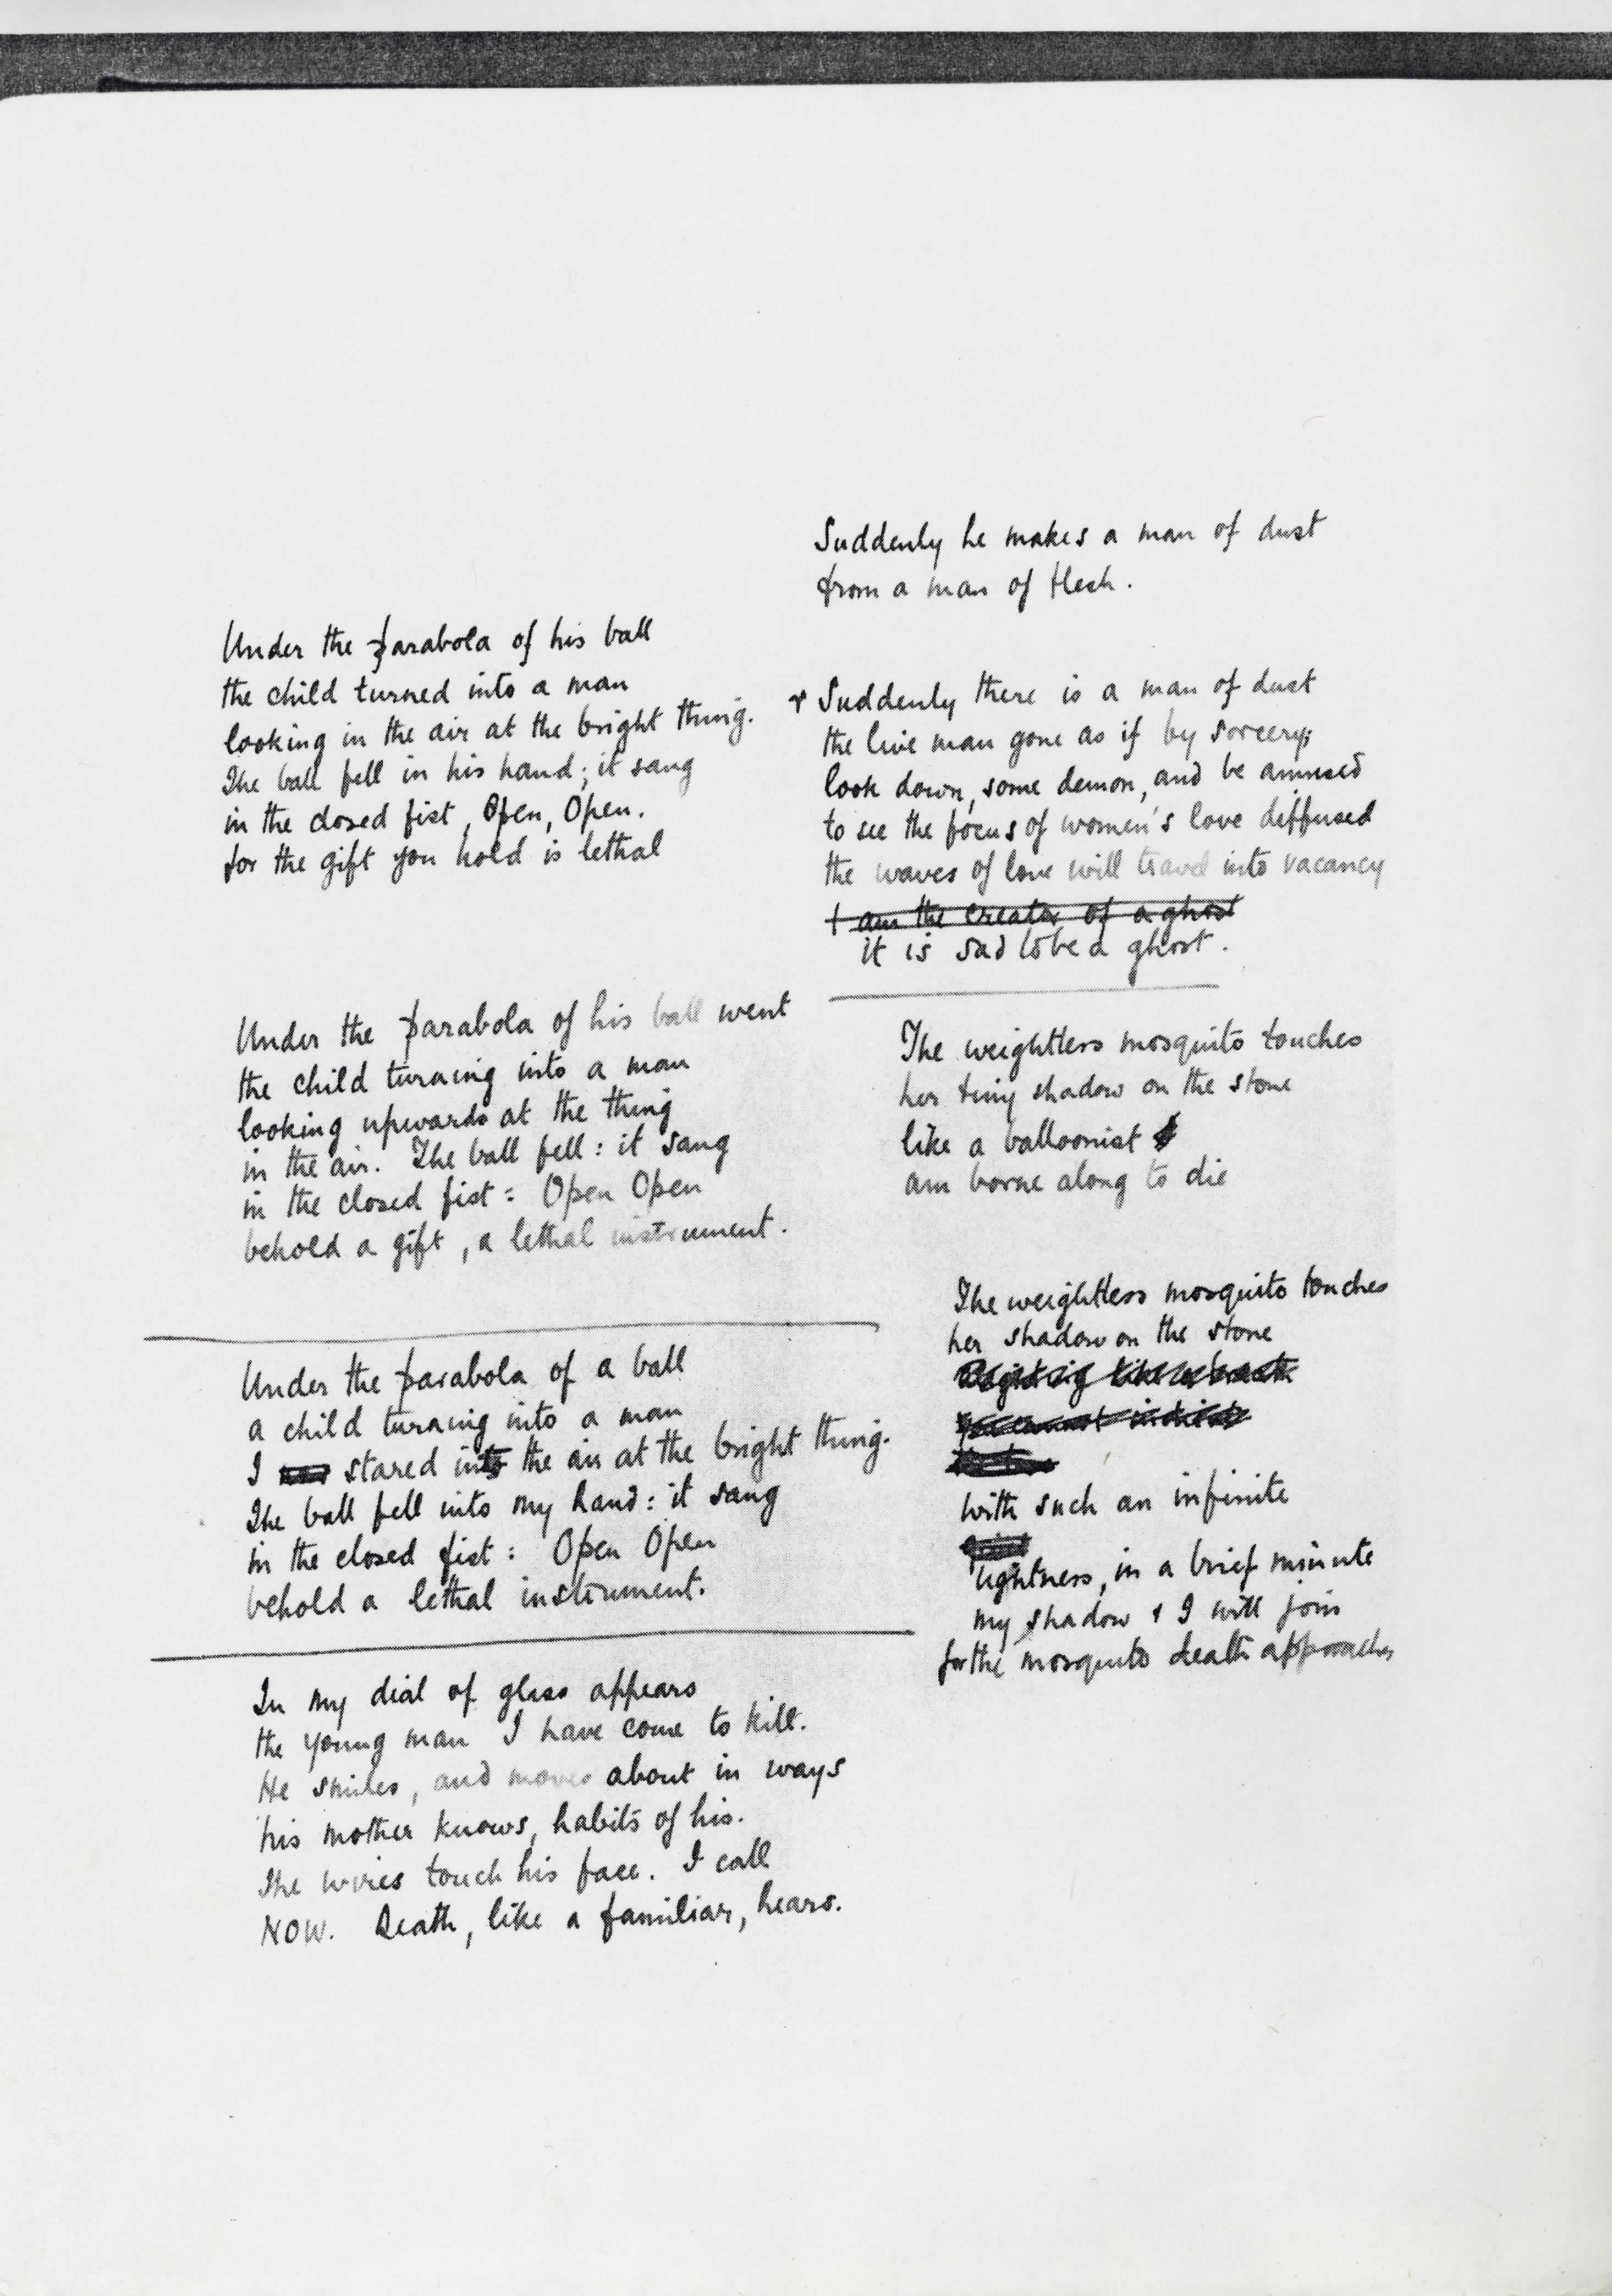 Under the parabola of his ball
the child turned into a man
looking in the air at the bright thing.
The ball fell in his hand; it sang
in the closed fist, Open, Open.
for the gift you hold is lethal
Under the parabola of his ball went
the child turning into a man
looking upwards at the thing
in the air. The ball fell: it sang
in the closed fist: Open Open
behold a gift, a lethal instrument.
Under the parabola of a ball
a child turning into a man
I stared into the air at the bright thing.
The ball fell into my hand: it sang
in the closed fist: Open Open
behold a lethal instrument.
In my dial of glass appears
the young man I have come to kill.
He smiles, and moves about in ways
his mother knows, habits of his.
The wires touch his face. I call
NOW. Death, like a familiar, hears.
Suddenly he makes a man of dust
from a man of flesh.
Suddenly there is a man of dust
the live man gone as if by sorcery;
look down, some demon, and be amused
to see the focus of women's love diffused
the waves of love will travel into vacancy
I am the creator of a ghost
it is sad to be a ghost.
The weightless mosquito touches
her tiny shadow on the stone
like a balloonist
am borne along to die
The weightless mosquito touches
her shadow on the stone
with such an infinite
lightness, in a brief minute
my shadow & I will join
for the mosquito death approaches